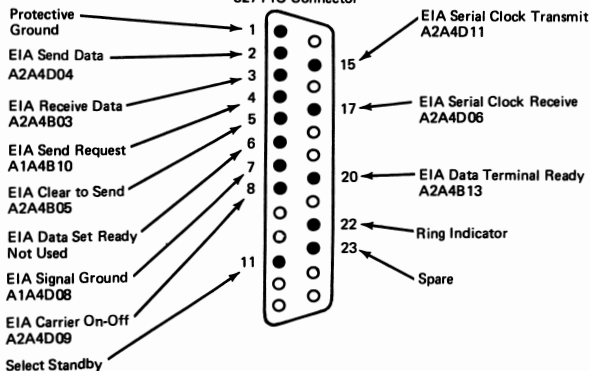 Connector
Protective
Ground
1
EIA Send Data
A2A4D04
2
EIA Receive Data
A2A4B03
3
EIA Send Request
A1A4B10
4
EIA Clear to Send
A2A4B05
5
EIA Data Set Ready
Not Used
6
EIA Signal Ground
A1A4D08
7
EIA Carrier On-Off
A2A4D09
8
Select Standby
11
EIA Serial Clock Transmit
A2A4D11
15
EIA Serial Clock Receive
A2A4D06
17
EIA Data Terminal Ready
A2A4B13
20
Ring Indicator
22
Spare
23